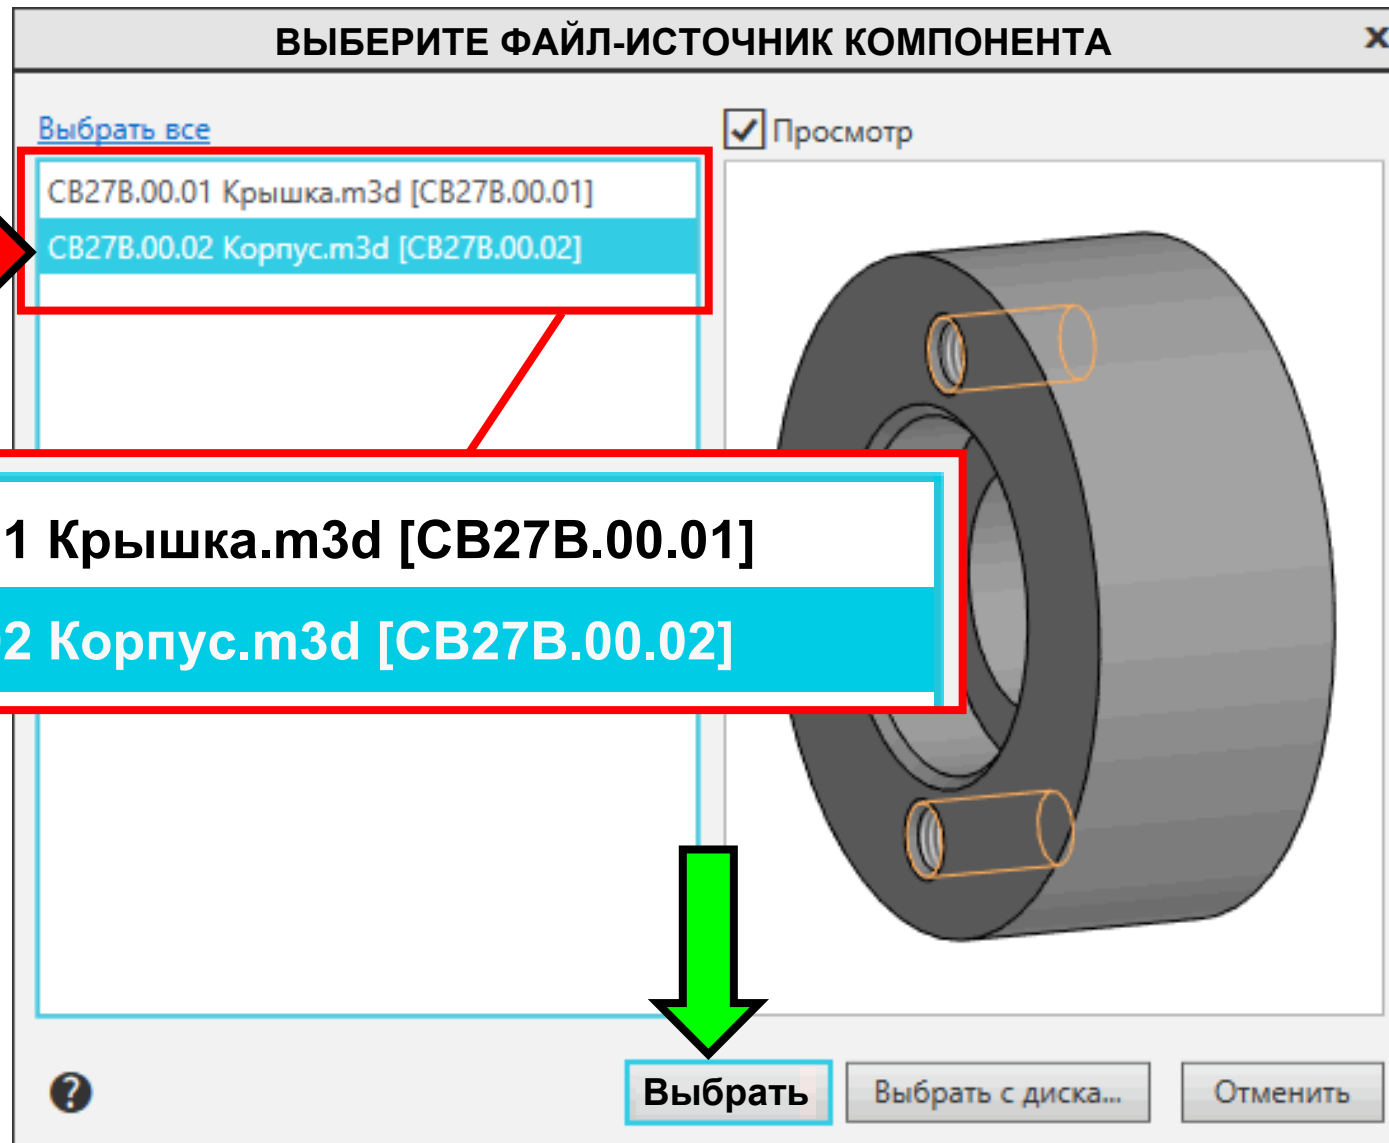 ВЫБЕРИТЕ ФАЙЛ-ИСТОЧНИК КОМПОНЕНТА x
Выбрать все
Просмотр
СВ27В.00.01 Крышка.m3d [СВ27В.00.01]
СВ27В.00.02 Корпус.m3d [СВ27В.00.02]
1 Крышка.m3d [СВ27В.00.01]
2 Корпус.m3d [СВ27В.00.02]
? Выбрать Выбрать с диска... Отменить